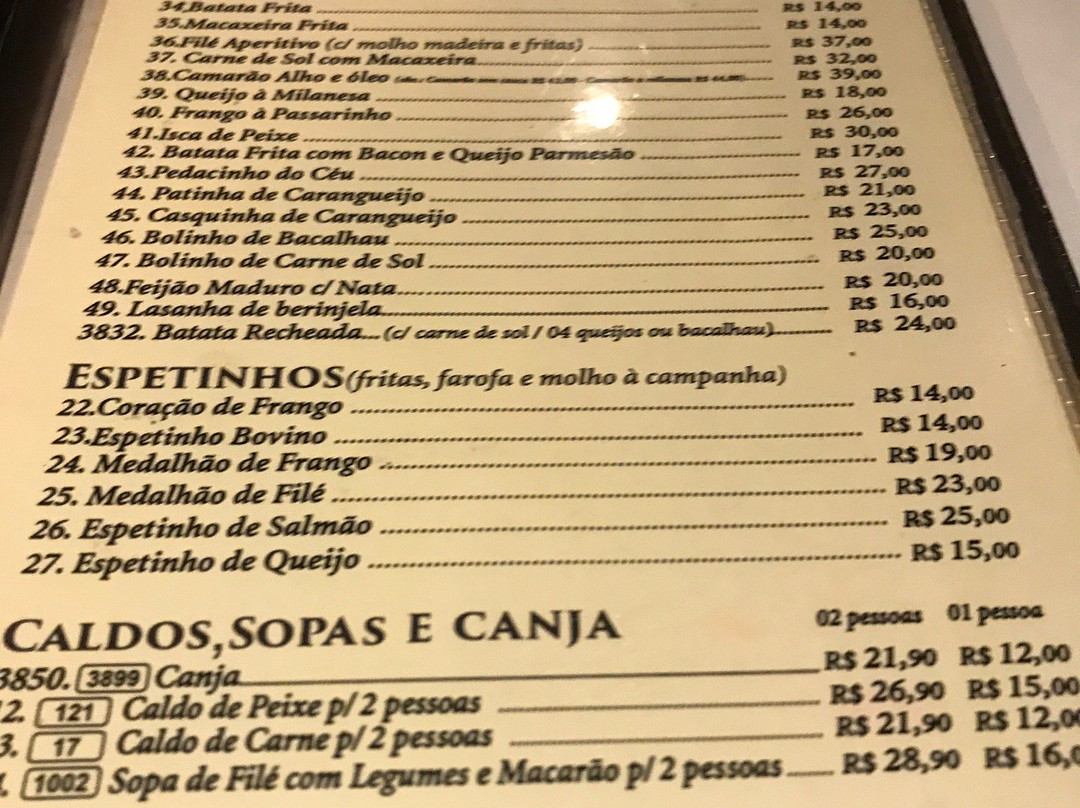 34.Batata Frita R$ 14,00
35.Macaxeira Frita R$ 14,00
36.Filé Aperitivo (c/ molho madeira e fritas) R$ 37,00
37. Carne de Sol com Macaxeira R$ 32,00
38.Camarão Alho e óleo R$ 39,00
39. Queijo à Milanesa R$ 18,00
40. Frango à Passarinho R$ 26,00
41.Isca de Peixe R$ 30,00
42. Batata Frita com Bacon e Queijo Parmesão R$ 17,00
43.Pedacinho do Céu R$ 27,00
44. Patinha de Carangueijo R$ 21,00
45. Casquinha de Carangueijo R$ 23,00
46. Bolinho de Bacalhau R$ 25,00
47. Bolinho de Carne de Sol R$ 20,00
48.Feijão Maduro c/ Nata R$ 20,00
49. Lasanha de berinjela R$ 16,00
3832. Batata Recheada... (c/ carne de sol / 04 queijos ou bacalhau) R$ 24,00
ESPETINHOS (fritas, farofa e molho à campanha)
22.Coração de Frango R$ 14,00
23.Espetinho Bovino R$ 14,00
24. Medalhão de Frango R$ 19,00
25. Medalhão de Filé R$ 23,00
26. Espetinho de Salmão R$ 25,00
27. Espetinho de Queijo R$ 15,00
CALDOS, SOPAS E CANJA 02 pessoas 01 pessoa
3850. 3899 Canja R$ 21,90 R$ 12,00
2. 121 Caldo de Peixe p/ 2 pessoas R$ 26,90 R$ 15,00
3. 17 Caldo de Carne p/ 2 pessoas R$ 21,90 R$ 12,0
1002 Sopa de Filé com Legumes e Macarão p/ 2 pessoas R$ 28,90 R$ 16,0